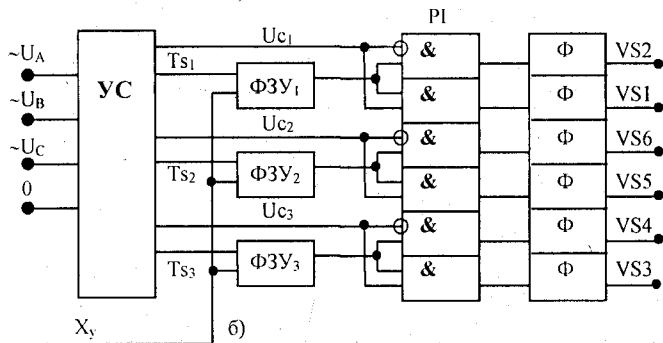 PI
Uc₁
~U_A
УС
Ts₁
ФЗУ₁
&
Ф
VS2
&
Ф
VS1
~U_B
Uc₂
&
Ф
VS6
~U_C
Ts₂
ФЗУ₂
&
Ф
VS5
0
Uc₃
&
Ф
VS4
Ts₃
ФЗУ₃
&
Ф
VS3
X_y
б)